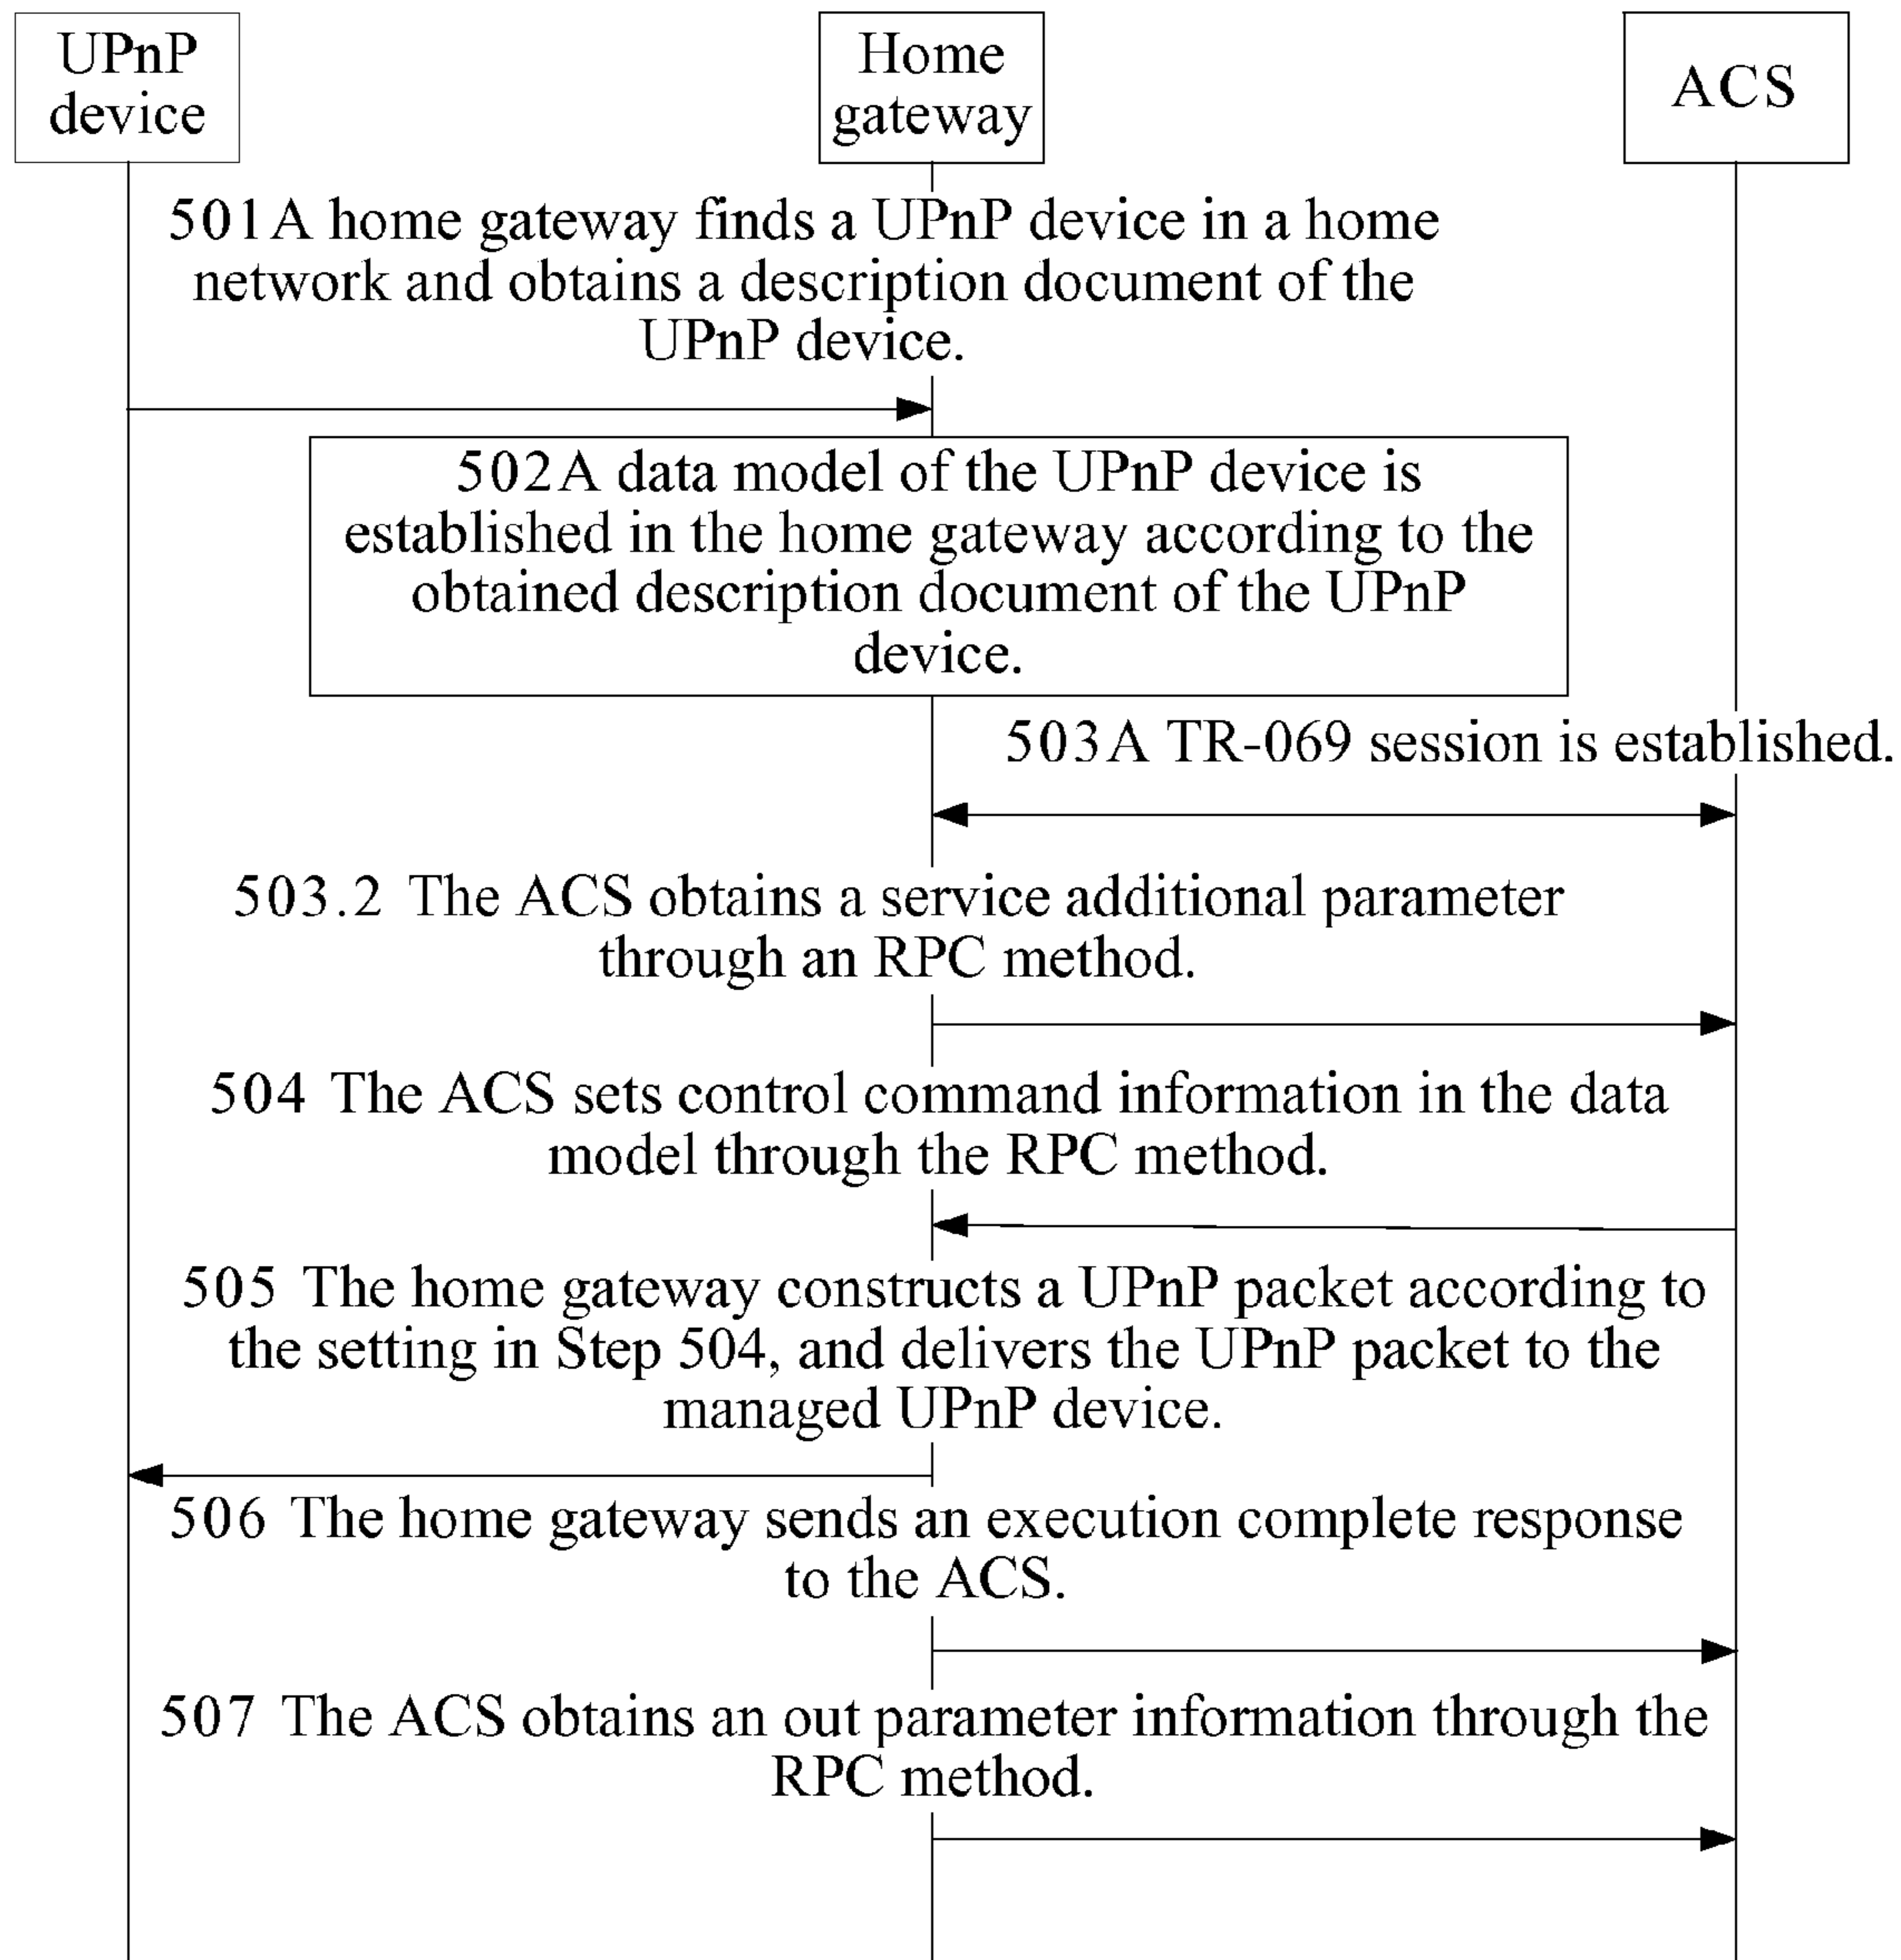 UPnP
device
Home
gateway
ACS
501A home gateway finds a UPnP device in a home
network and obtains a description document of the
UPnP device.
502A data model of the UPnP device is
established in the home gateway according to the
obtained description document of the UPnP
device.
503A TR-069 session is established.
503.2 The ACS obtains a service additional parameter
through an RPC method.
504 The ACS sets control command information in the data
model through the RPC method.
505 The home gateway constructs a UPnP packet according to
the setting in Step 504, and delivers the UPnP packet to the
managed UPnP device.
506 The home gateway sends an execution complete response
to the ACS.
507 The ACS obtains an out parameter information through the
RPC method.